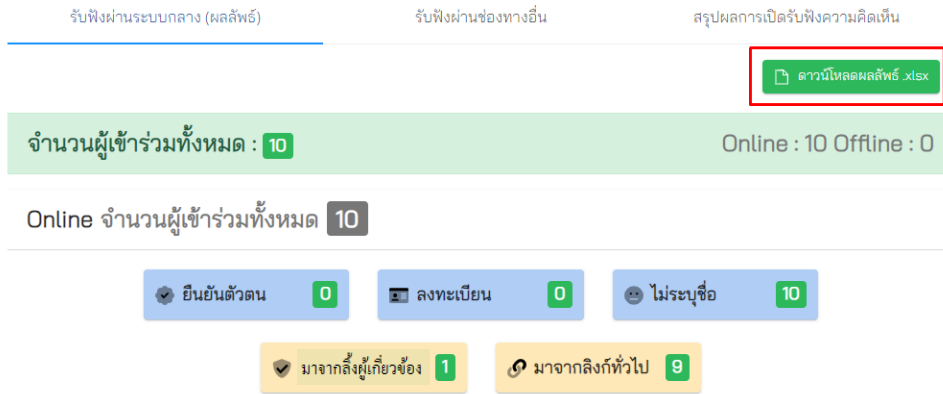 รับฟังผ่านระบบกลาง (ผลลัพธ์) รับฟังผ่านช่องทางอื่น สรุปผลการเปิดรับฟังความคิดเห็น
ดาวน์โหลดผลลัพธ์ .xlsx
จำนวนผู้เข้าร่วมทั้งหมด : 10 Online : 10 Offline : 0
Online จำนวนผู้เข้าร่วมทั้งหมด 10
ยืนยันตัวตน 0 ลงทะเบียน 0 ไม่ระบุชื่อ 10
มาจากลิ้งผู้เกี่ยวข้อง 1 มาจากลิงก์ทั่วไป 9